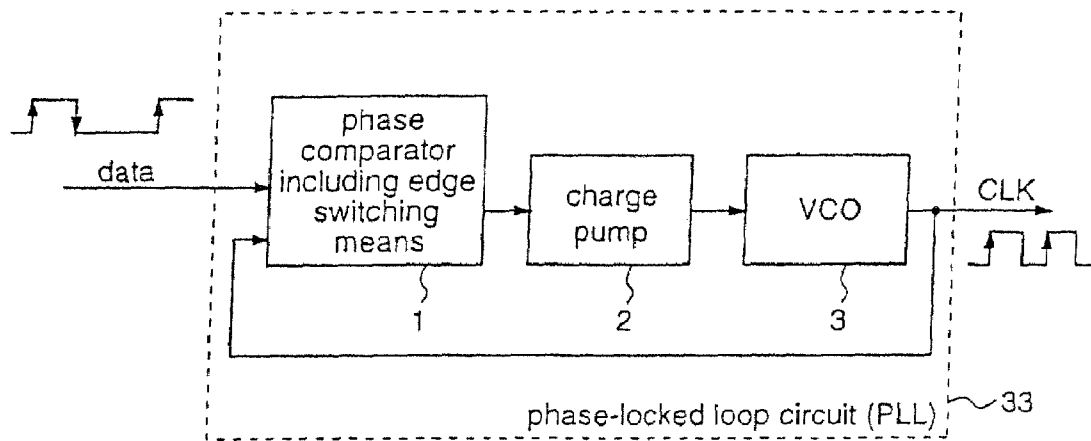 phase
comparator
including edge
switching
means
data
charge
pump
VCO
CLK
1
2
3
phase-locked loop circuit (PLL)
33